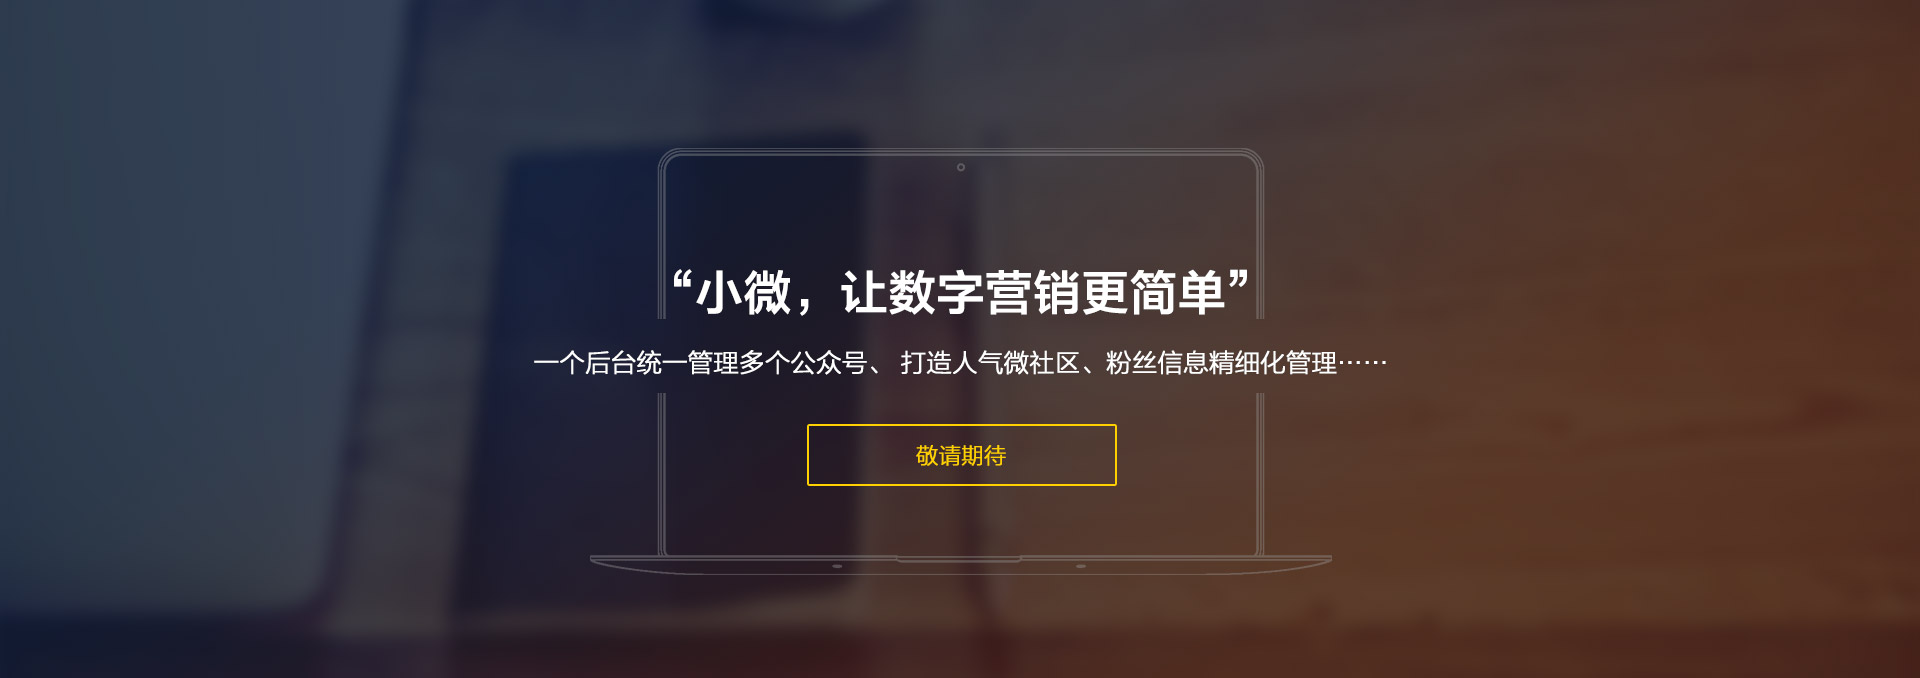 “小微，让数字营销更简单”
一个后台统一管理多个公众号、 打造人气微社区、粉丝信息精细化管理……
敬请期待